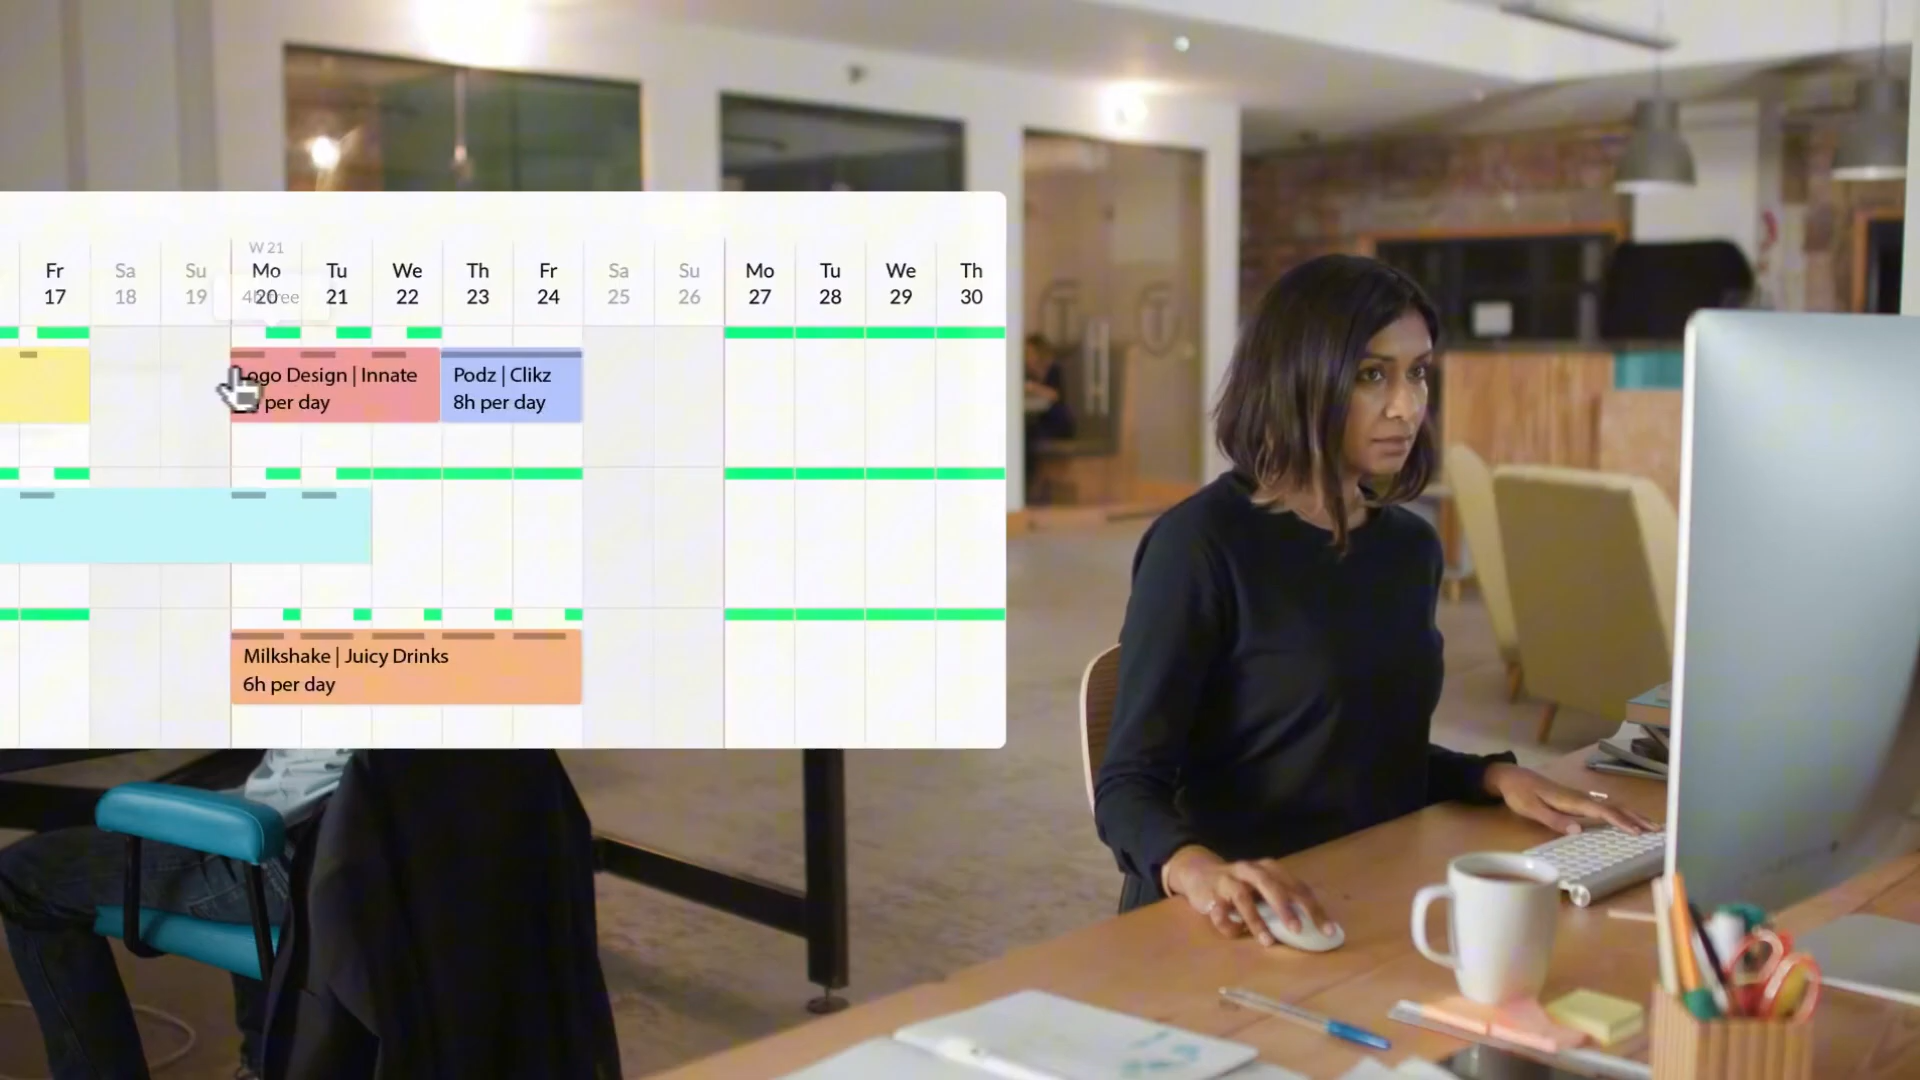 W 21
Fr Sa Su Mo Tu We Th Fr Sa Su Mo Tu We Th
17 18 19 20 21 22 23 24 25 26 27 28 29 30
ogo Design | Innate Podz | Clikz
per day 8h per day
Milkshake | Juicy Drinks
6h per day